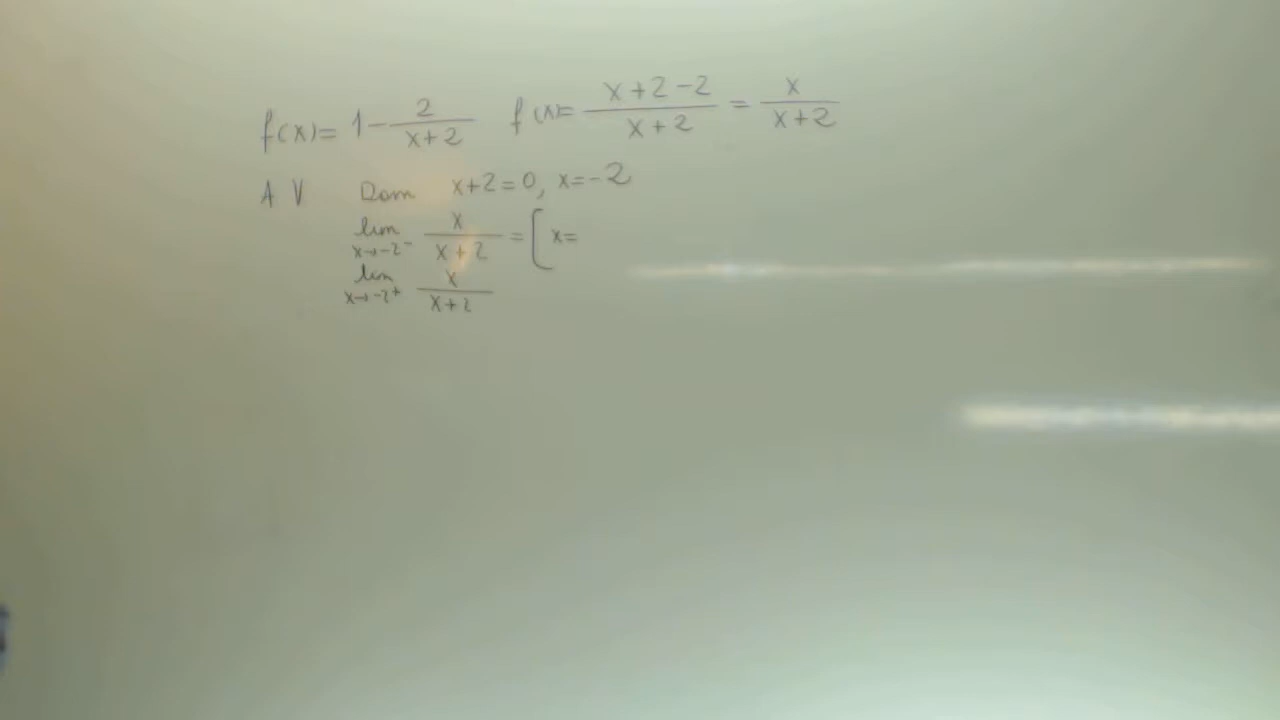 f(x)= 1 - 2/(x+2) f(x)= (x+2-2)/(x+2) = x/(x+2)
A V Dom x+2=0, x=-2
lim x→-2⁻ x/(x+2) = [ x=
lim x→-2⁺ x/(x+2)